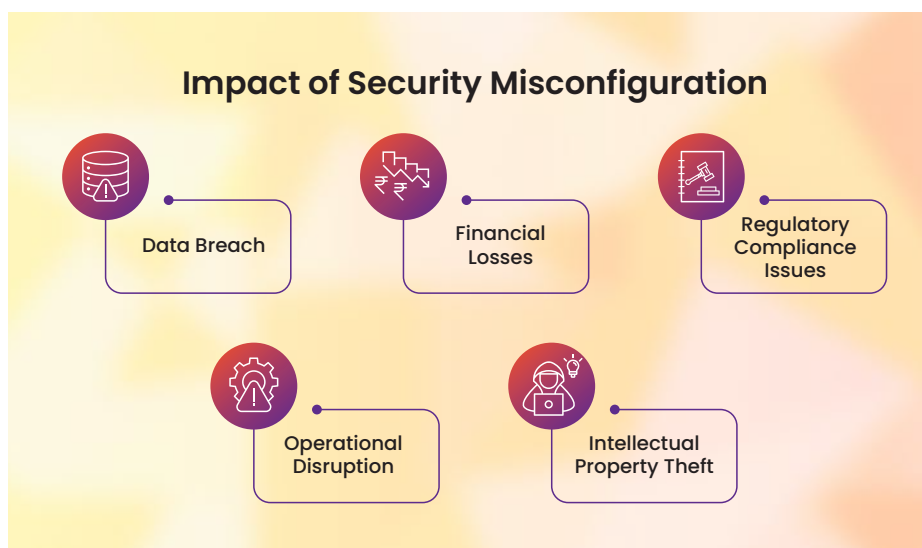 Impact of Security Misconfiguration
Data Breach
Financial
Losses
Regulatory
Compliance
Issues
Operational
Disruption
Intellectual
Property Theft